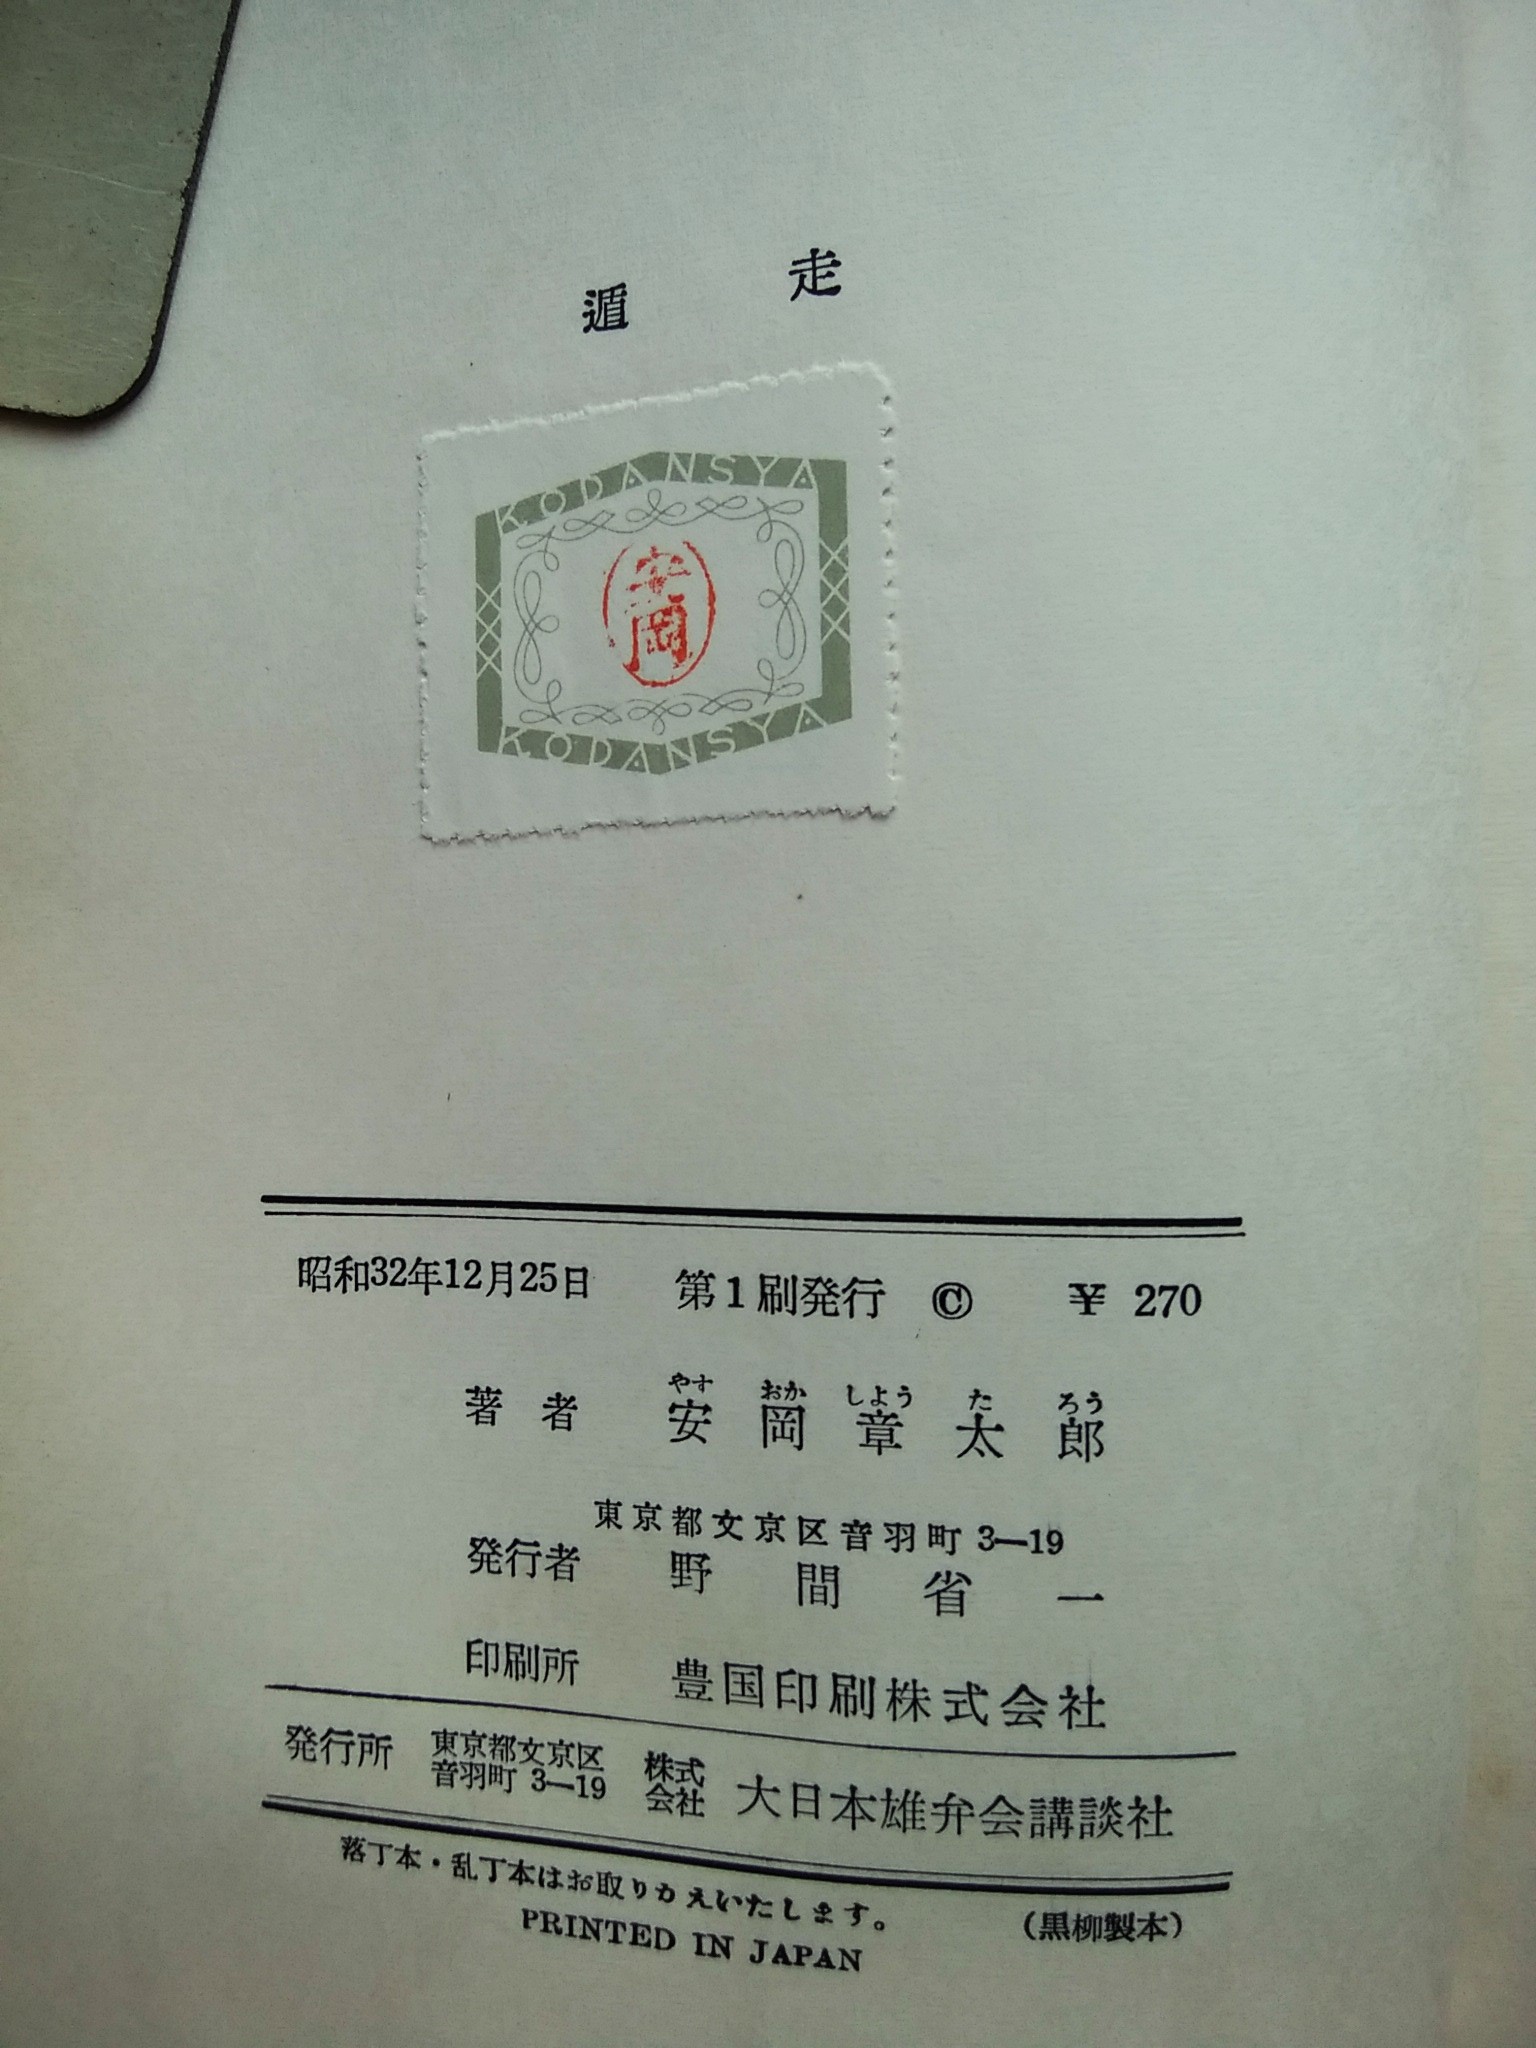 遁 走
KODANSYA
安岡
KODANSYA
昭和32年12月25日 第1刷発行 © ¥ 270
やす おか しよう た ろう
著者 安岡章太郎
東京都文京区音羽町 3—19
発行者 野間省一
印刷所 豊国印刷株式会社
発行所 東京都文京区音羽町 3—19 株式会社 大日本雄弁会講談社
落丁本・乱丁本はお取りかえいたします。
PRINTED IN JAPAN (黒柳製本)